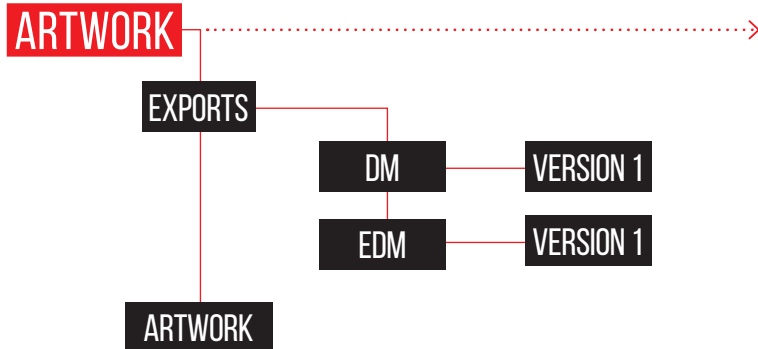 ARTWORK
EXPORTS
DM
VERSION 1
EDM
VERSION 1
ARTWORK